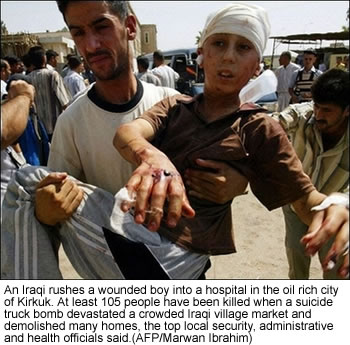 An Iraqi rushes a wounded boy into a hospital in the oil rich city
of Kirkuk. At least 105 people have been killed when a suicide
truck bomb devastated a crowded Iraqi village market and
demolished many homes, the top local security, administrative
and health officials said.(AFP/Marwan Ibrahim)